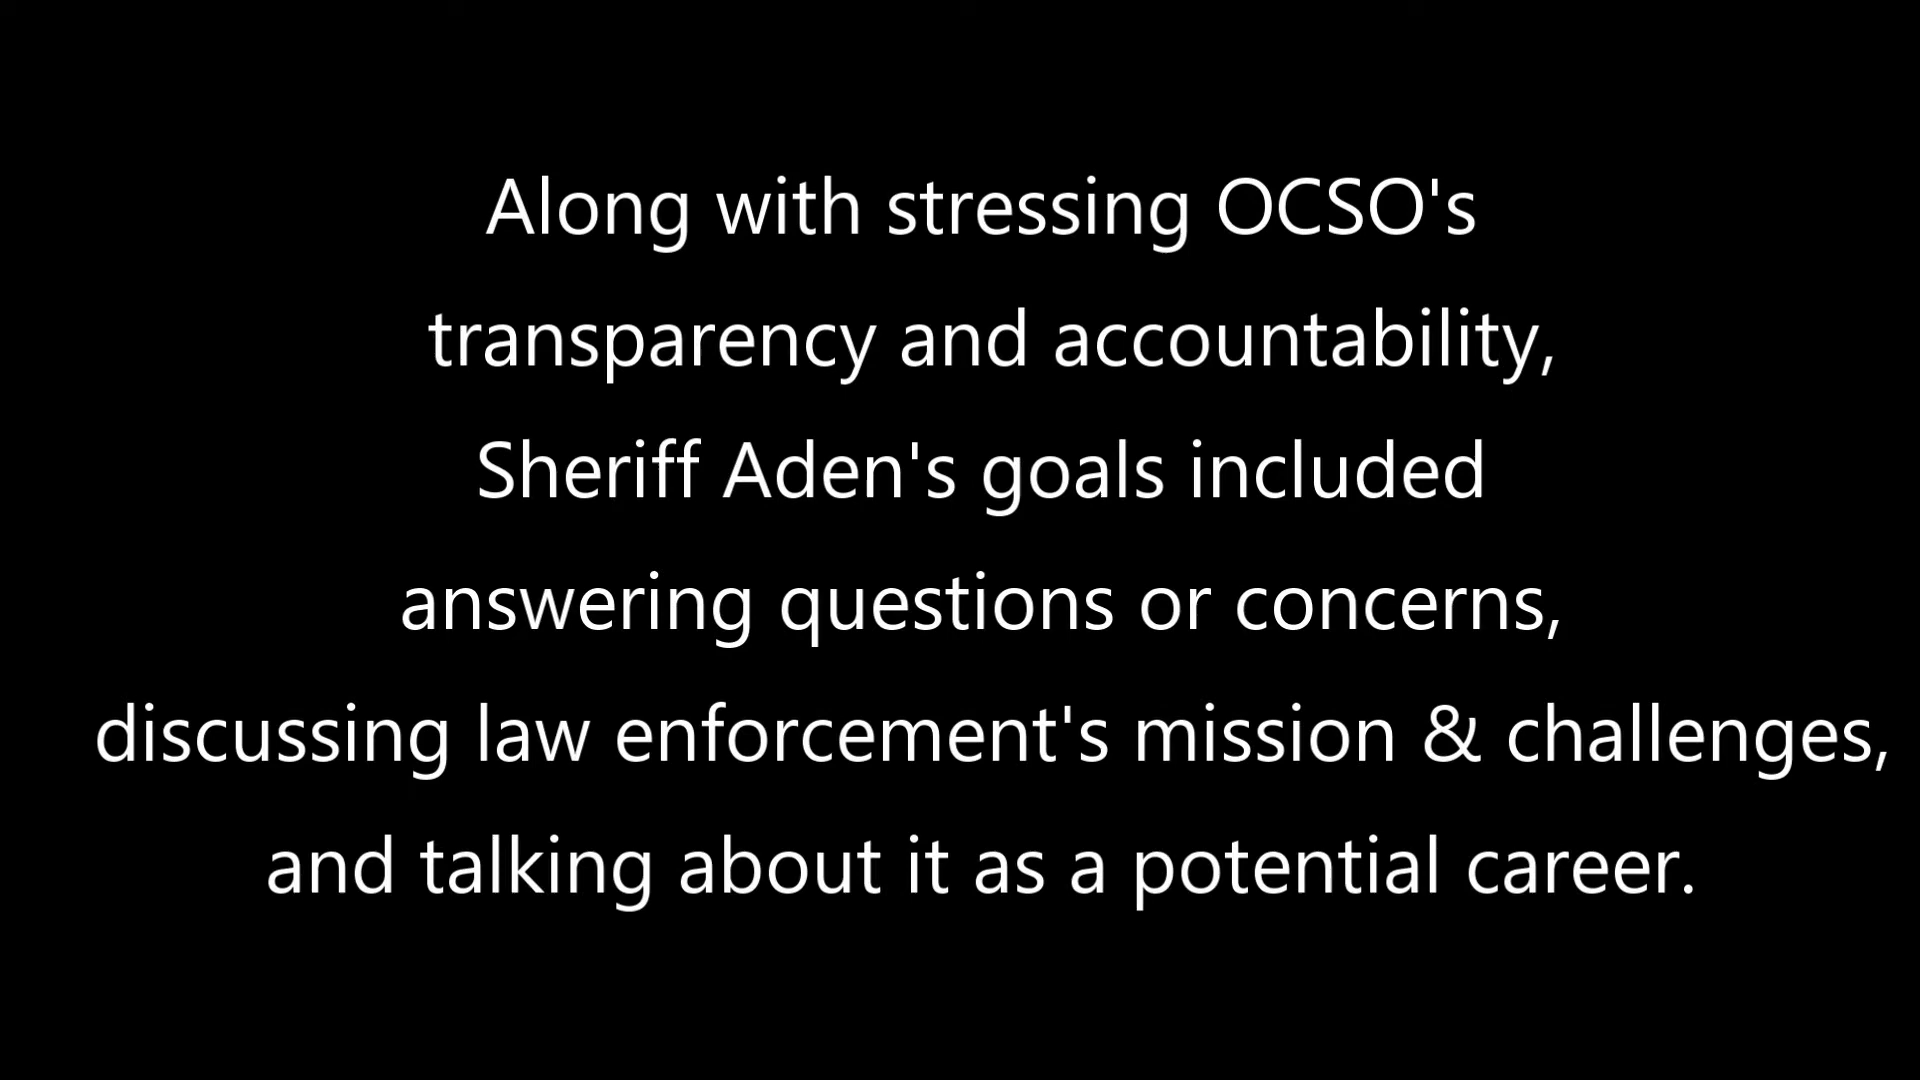 Along with stressing OCSO's
transparency and accountability,
Sheriff Aden's goals included
answering questions or concerns,
discussing law enforcement's mission & challenges,
and talking about it as a potential career.